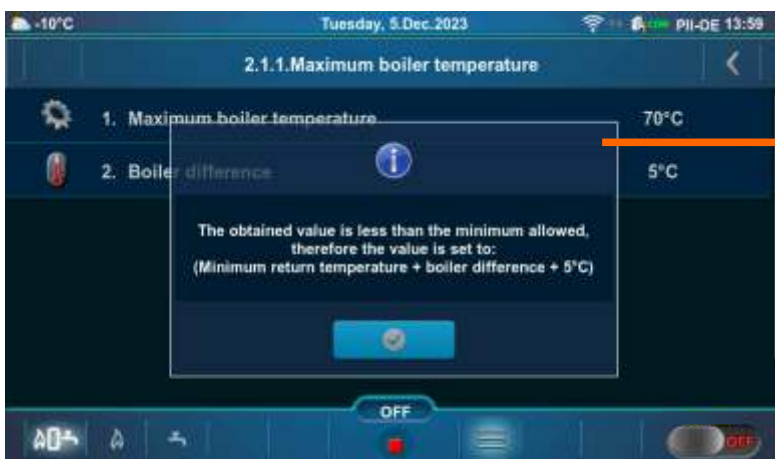 -10°C Tuesday, 5.Dec.2023 PII-OE 13:59
2.1.1.Maximum boiler temperature
1. Maximum boiler temperature 70°C
2. Boiler difference 5°C
The obtained value is less than the minimum allowed,
therefore the value is set to:
(Minimum return temperature + boiler difference + 5°C)
OFF
OFF